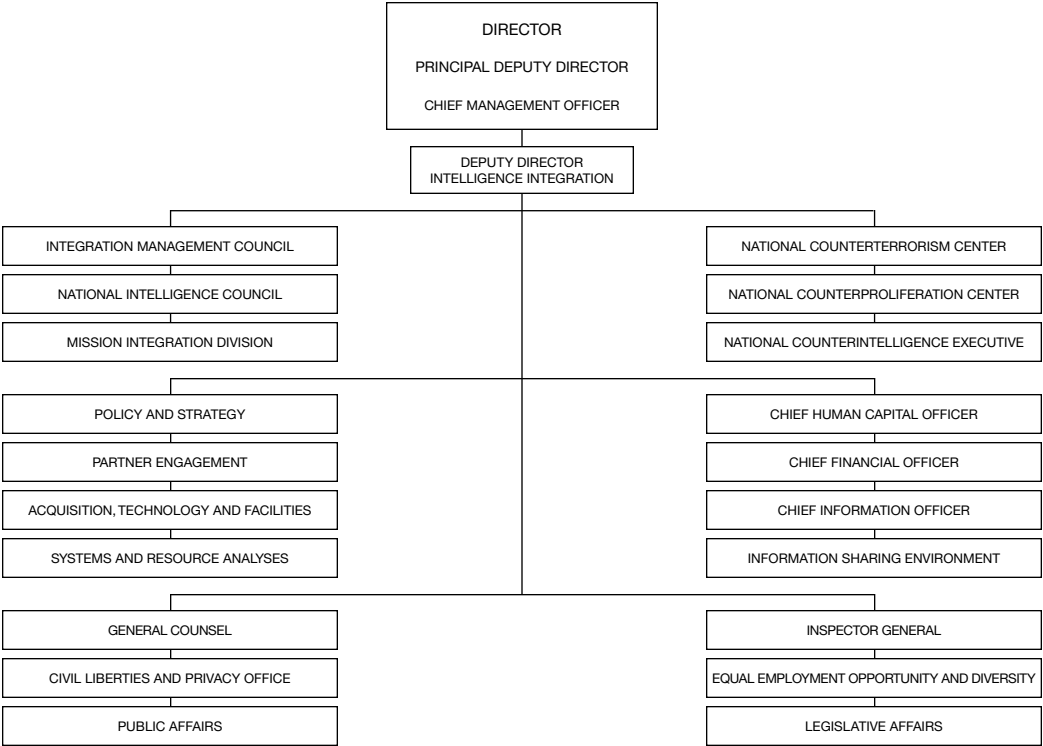 DIRECTOR
PRINCIPAL DEPUTY DIRECTOR
CHIEF MANAGEMENT OFFICER
DEPUTY DIRECTOR
INTELLIGENCE INTEGRATION
INTEGRATION MANAGEMENT COUNCIL
NATIONAL INTELLIGENCE COUNCIL
MISSION INTEGRATION DIVISION
NATIONAL COUNTERTERRORISM CENTER
NATIONAL COUNTERPROLIFERATION CENTER
NATIONAL COUNTERINTELLIGENCE EXECUTIVE
POLICY AND STRATEGY
PARTNER ENGAGEMENT
ACQUISITION, TECHNOLOGY AND FACILITIES
SYSTEMS AND RESOURCE ANALYSES
CHIEF HUMAN CAPITAL OFFICER
CHIEF FINANCIAL OFFICER
CHIEF INFORMATION OFFICER
INFORMATION SHARING ENVIRONMENT
GENERAL COUNSEL
CIVIL LIBERTIES AND PRIVACY OFFICE
PUBLIC AFFAIRS
INSPECTOR GENERAL
EQUAL EMPLOYMENT OPPORTUNITY AND DIVERSITY
LEGISLATIVE AFFAIRS